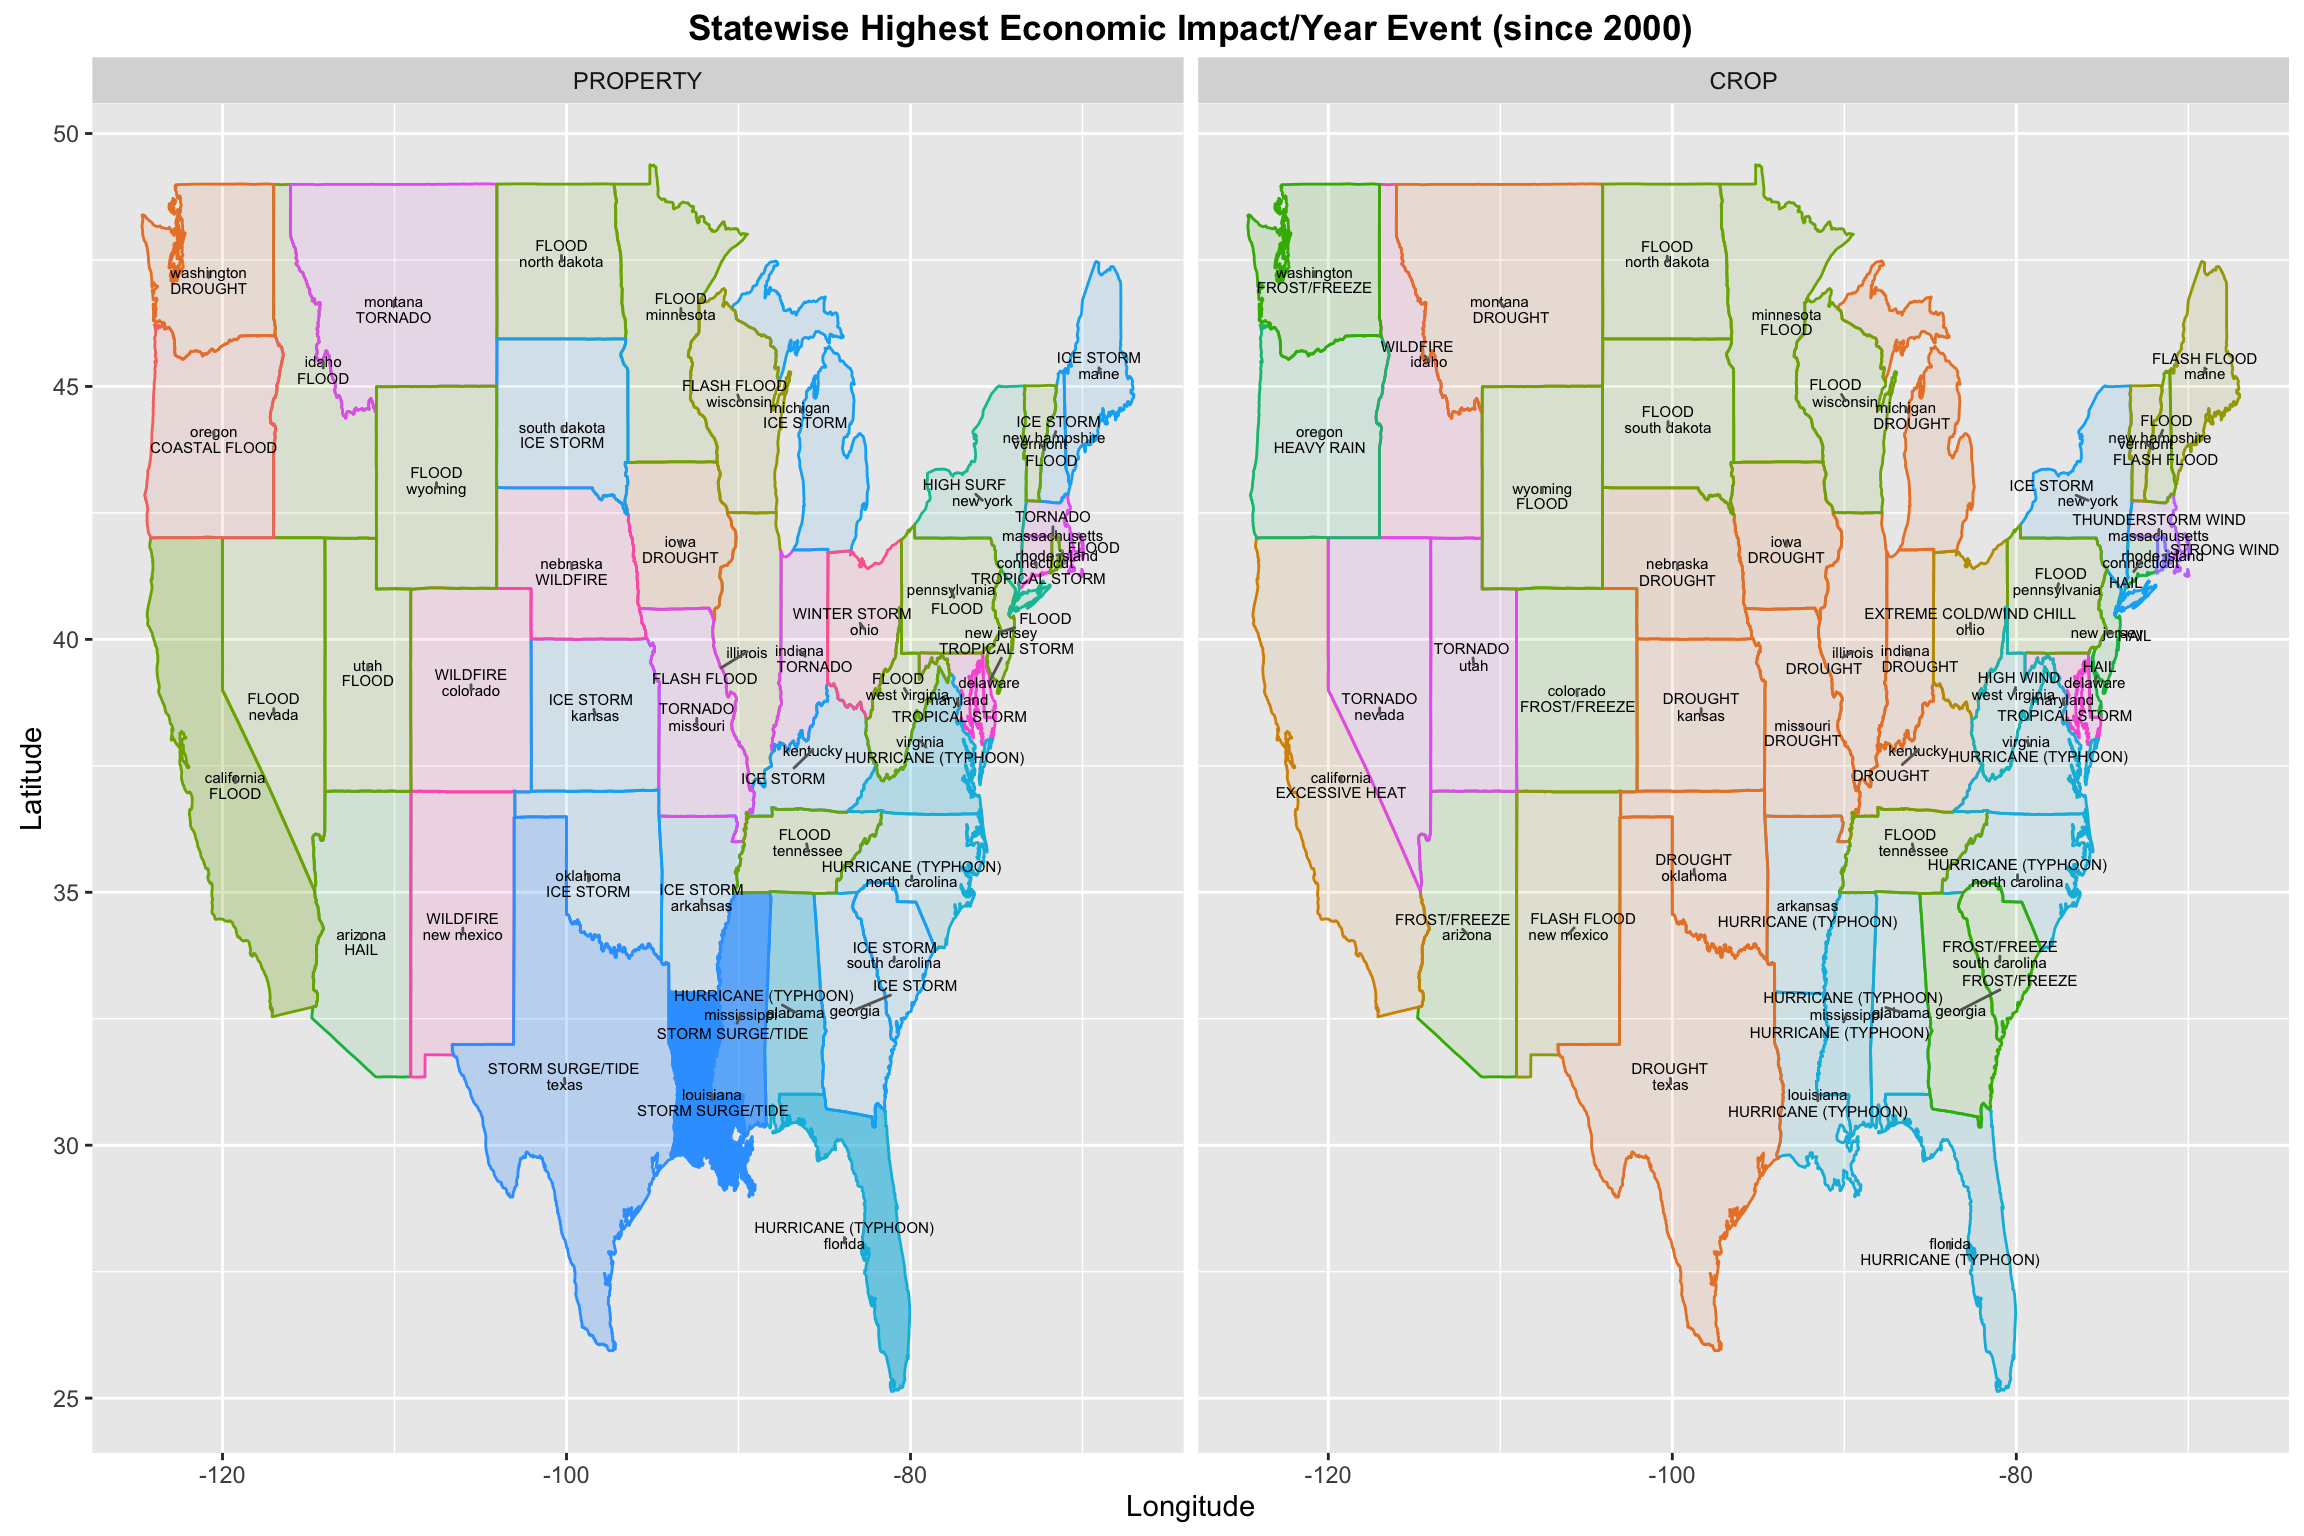 Statewise Highest Economic Impact/Year Event (since 2000)
PROPERTY
CROP
Latitude
50
45
40
35
30
25
washington
DROUGHT
montana
TORNADO
FLOOD
north dakota
FLOOD
minnesota
idaho
FLOOD
oregon
COASTAL FLOOD
FLOOD
wyoming
south dakota
ICE STORM
FLASH FLOOD
wisconsin
michigan
ICE STORM
ICE STORM
maine
ICE STORM
new hampshire
vermont
FLOOD
HIGH SURF
new york
TORNADO
massachusetts
FLOOD
rhode island
connecticut
TROPICAL STORM
iowa
DROUGHT
nebraska
WILDFIRE
pennsylvania
FLOOD
WINTER STORM
ohio
FLOOD
new jersey
TROPICAL STORM
delaware
illinois
FLASH FLOOD
indiana
TORNADO
utah
FLOOD
WILDFIRE
colorado
FLOOD
nevada
ICE STORM
kansas
TORNADO
missouri
FLOOD
west virginia
maryland
TROPICAL STORM
virginia
HURRICANE (TYPHOON)
kentucky
ICE STORM
california
FLOOD
FLOOD
tennessee
HURRICANE (TYPHOON)
north carolina
oklahoma
ICE STORM
ICE STORM
arkansas
WILDFIRE
new mexico
arizona
HAIL
ICE STORM
south carolina
ICE STORM
georgia
HURRICANE (TYPHOON)
alabama
mississippi
STORM SURGE/TIDE
STORM SURGE/TIDE
texas
louisiana
STORM SURGE/TIDE
HURRICANE (TYPHOON)
florida
washington
FROST/FREEZE
montana
DROUGHT
FLOOD
north dakota
minnesota
FLOOD
WILDFIRE
idaho
oregon
HEAVY RAIN
wyoming
FLOOD
FLOOD
south dakota
FLOOD
wisconsin
michigan
DROUGHT
FLASH FLOOD
maine
FLOOD
new hampshire
vermont
FLASH FLOOD
ICE STORM
new york
THUNDERSTORM WIND
massachusetts
STRONG WIND
rhode island
connecticut
HAIL
iowa
DROUGHT
nebraska
DROUGHT
FLOOD
pennsylvania
EXTREME COLD/WIND CHILL
ohio
new jersey
HAIL
HAIL
delaware
illinois
DROUGHT
indiana
DROUGHT
TORNADO
utah
TORNADO
nevada
colorado
FROST/FREEZE
DROUGHT
kansas
missouri
DROUGHT
HIGH WIND
west virginia
maryland
TROPICAL STORM
virginia
HURRICANE (TYPHOON)
kentucky
DROUGHT
california
EXCESSIVE HEAT
FLOOD
tennessee
HURRICANE (TYPHOON)
north carolina
DROUGHT
oklahoma
arkansas
HURRICANE (TYPHOON)
FROST/FREEZE
arizona
FLASH FLOOD
new mexico
FROST/FREEZE
south carolina
FROST/FREEZE
georgia
HURRICANE (TYPHOON)
alabama
mississippi
HURRICANE (TYPHOON)
DROUGHT
texas
louisiana
HURRICANE (TYPHOON)
florida
HURRICANE (TYPHOON)
-120
-100
-80
-120
-100
-80
Longitude